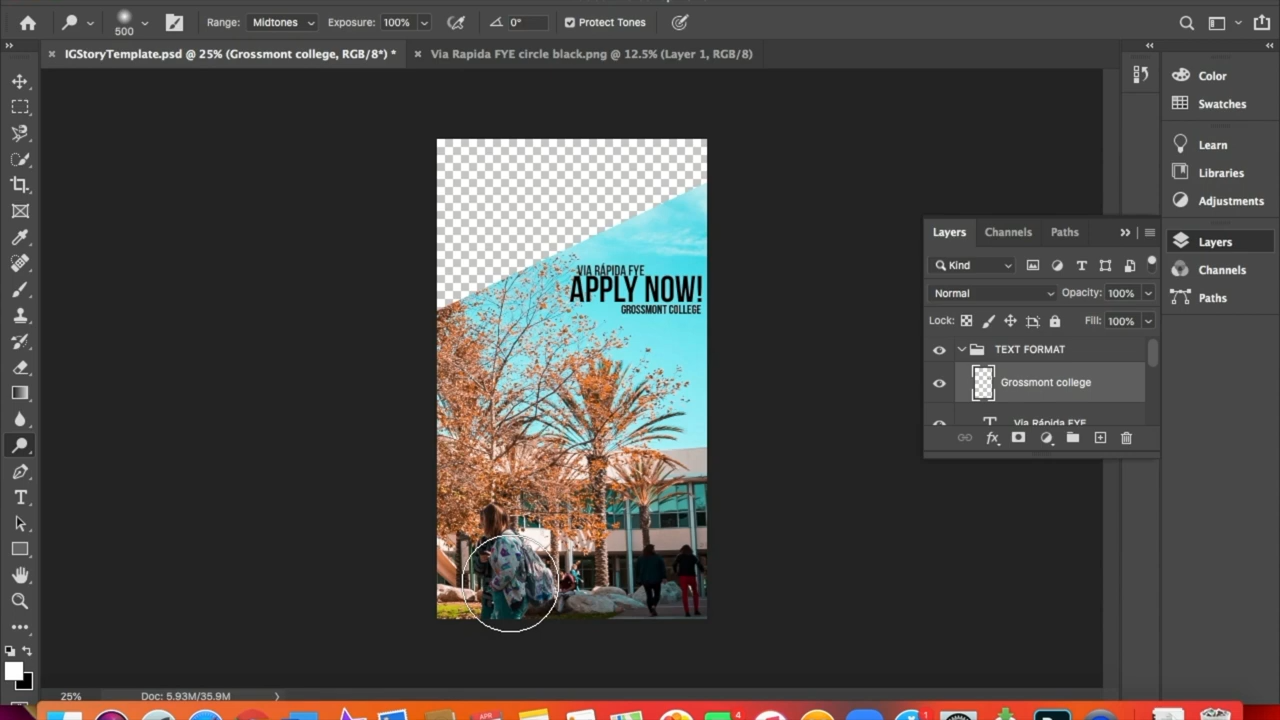 500
Range:
Midtones
Exposure:
100%
0°
Protect Tones
IGStoryTemplate.psd @ 25% (Grossmont college, RGB/8*) *
Via Rapida FYE circle black.png @ 12.5% (Layer 1, RGB/8)
Color
Swatches
Learn
Libraries
Adjustments
Layers
Channels
Paths
Layers
Channels
Paths
Kind
Normal
Opacity:
100%
Lock:
Fill:
100%
TEXT FORMAT
Grossmont college
Via Rápida FYE
VIA RÁPIDA FYE
APPLY NOW!
GROSSMONT COLLEGE
25%
Doc: 5.93M/35.9M
APR
4
1